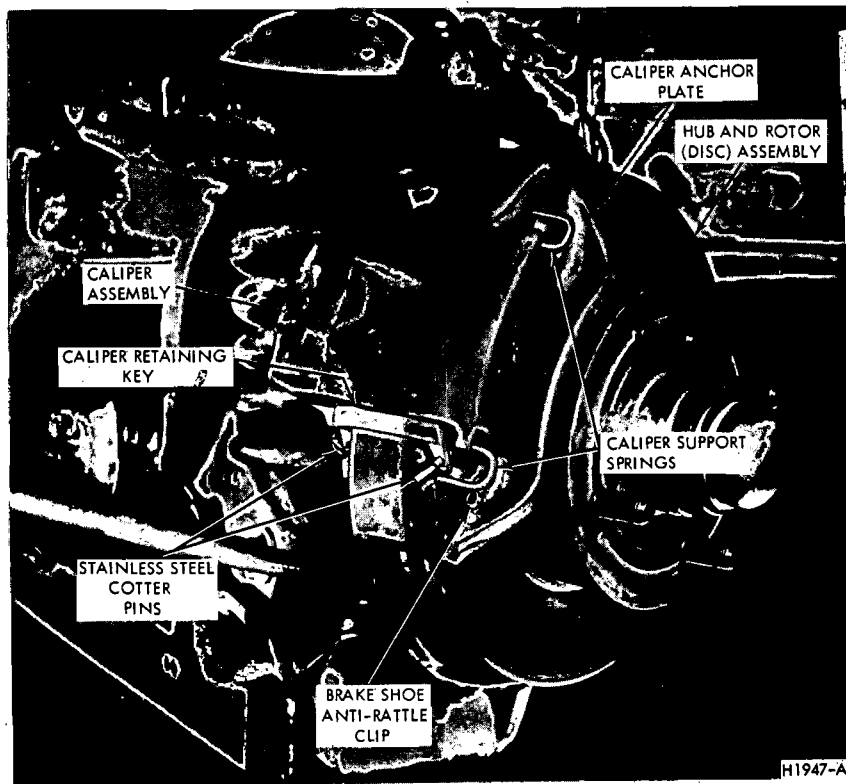 CALIPER ANCHOR
PLATE
HUB AND ROTOR
(DISC) ASSEMBLY
CALIPER
ASSEMBLY
CALIPER RETAINING
KEY
CALIPER SUPPORT
SPRINGS
STAINLESS STEEL
COTTER
PINS
BRAKE SHOE
ANTI-RATTLE
CLIP
H1947-A